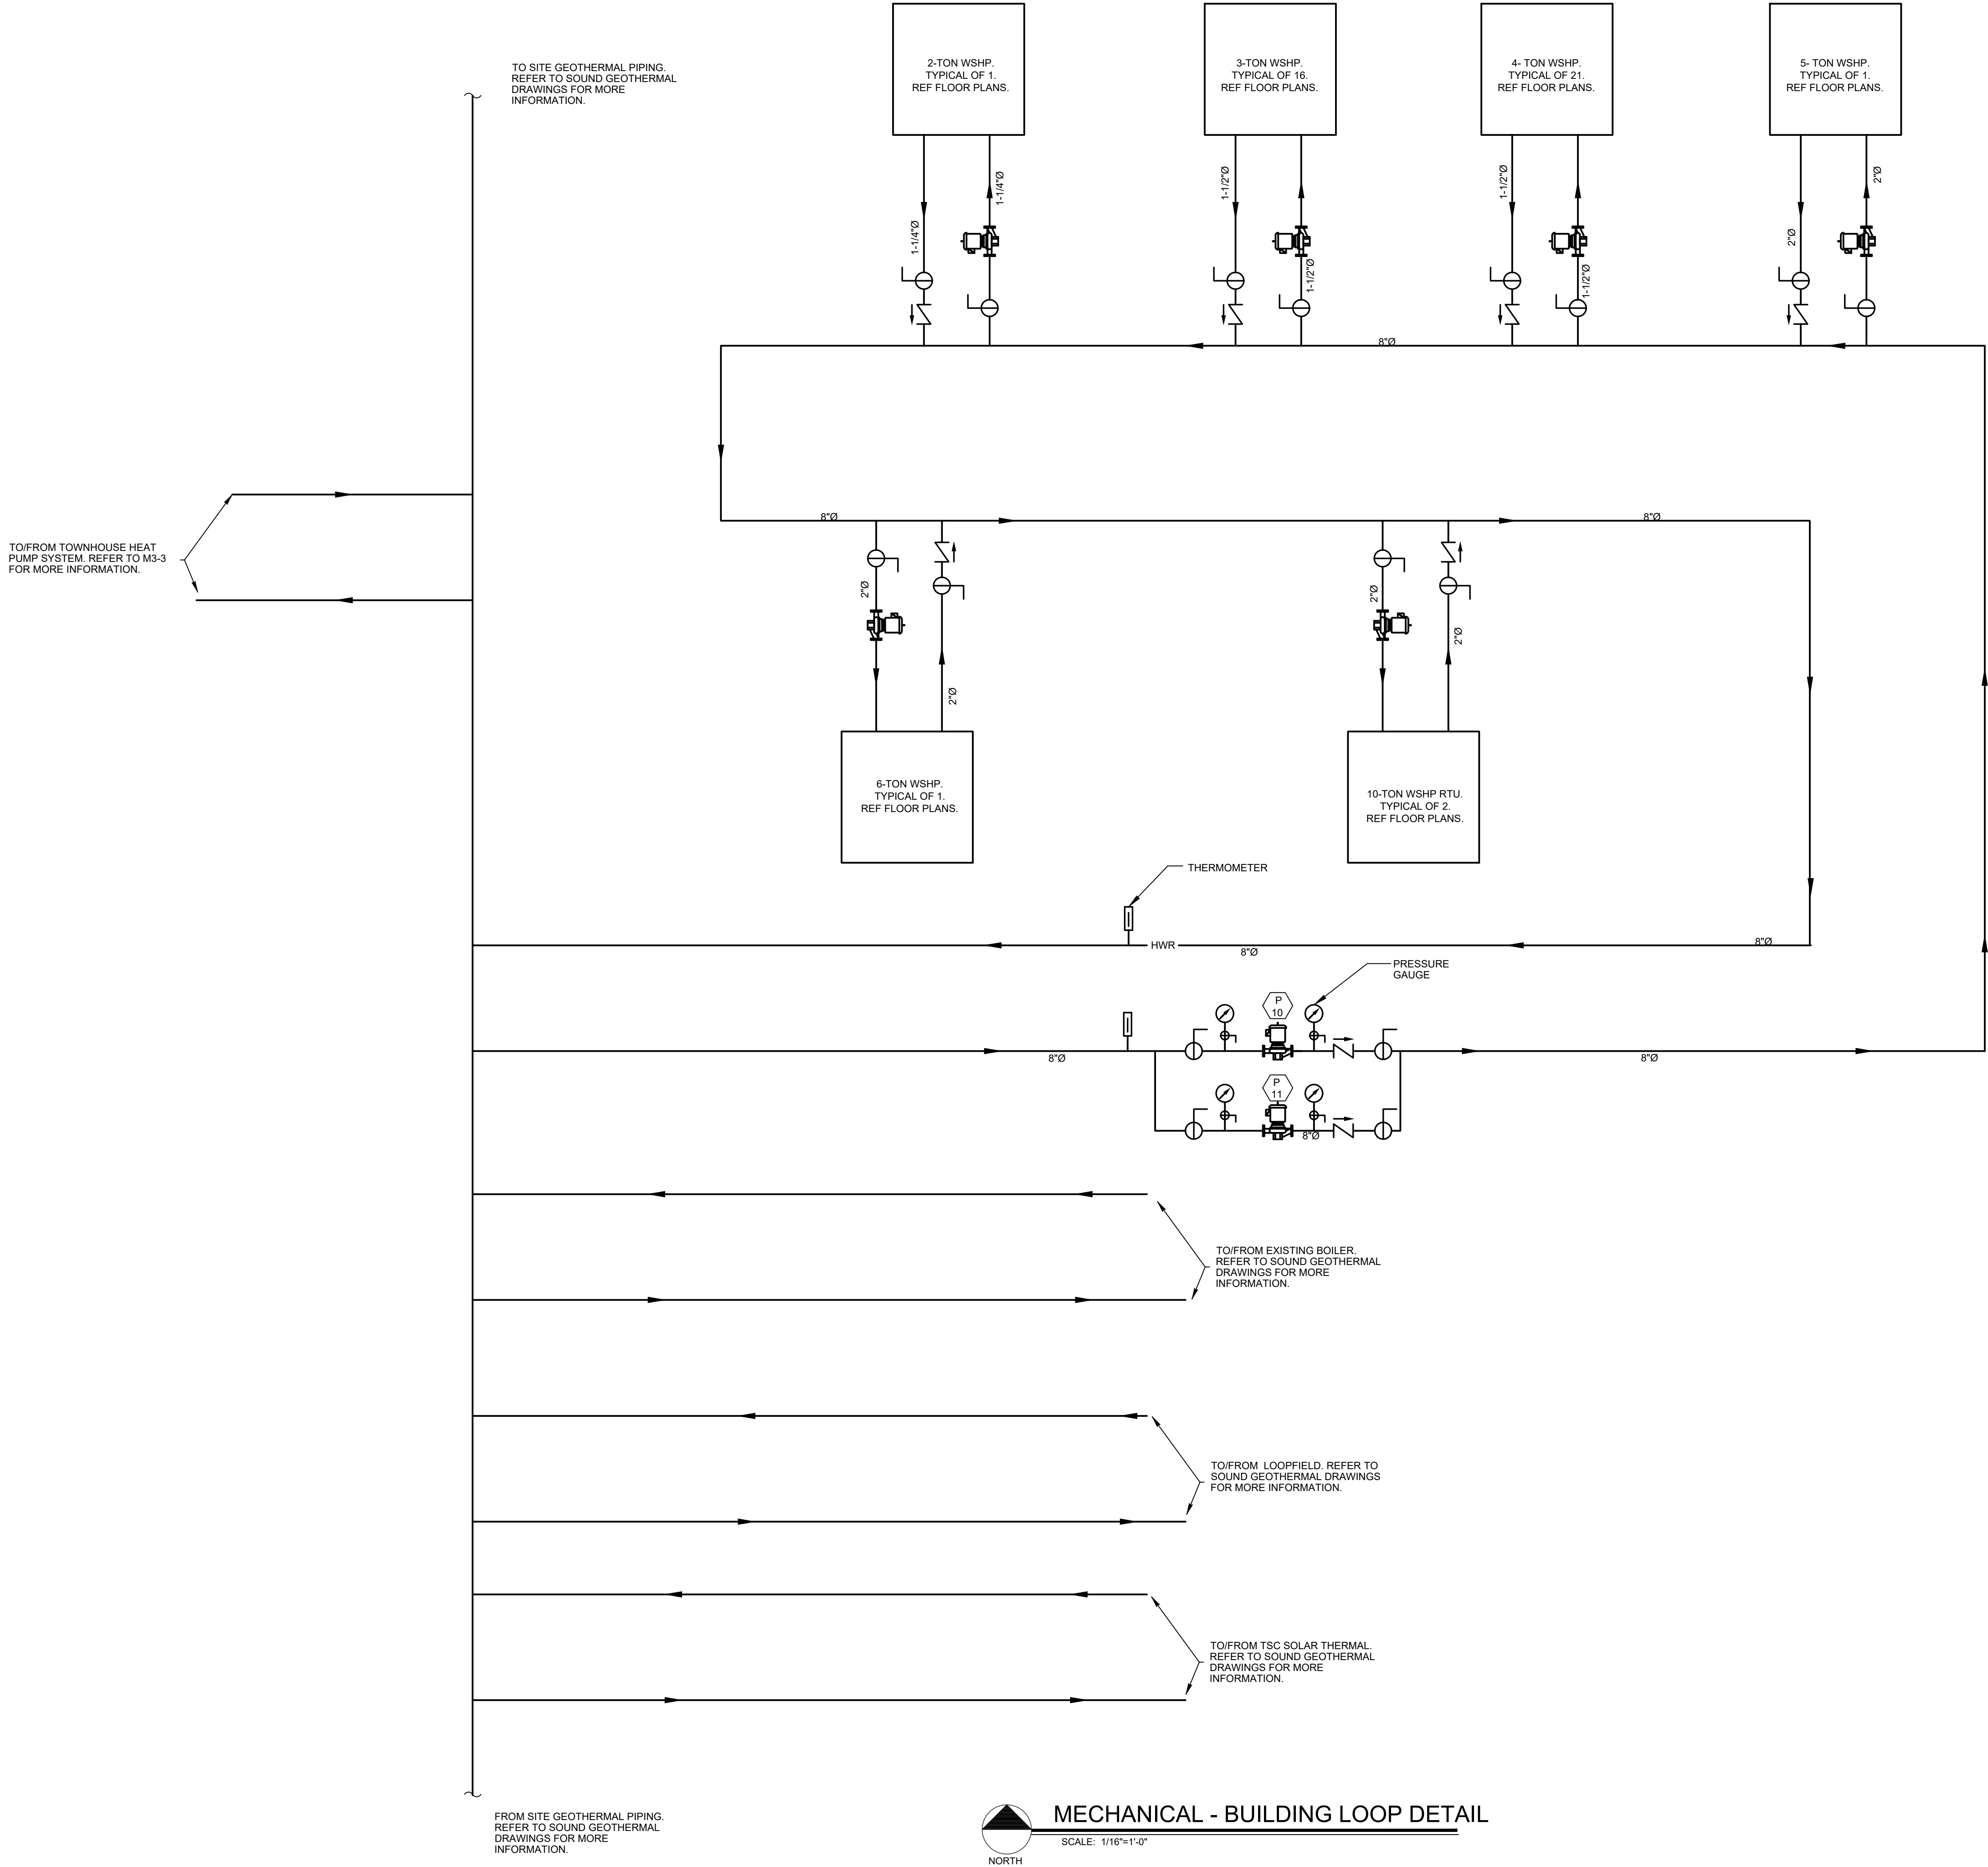 TO SITE GEOTHERMAL PIPING.
REFER TO SOUND GEOTHERMAL
DRAWINGS FOR MORE
INFORMATION.
2-TON WSHP.
TYPICAL OF 1.
REF FLOOR PLANS.
3-TON WSHP.
TYPICAL OF 16.
REF FLOOR PLANS.
4- TON WSHP.
TYPICAL OF 21.
REF FLOOR PLANS.
5- TON WSHP.
TYPICAL OF 1.
REF FLOOR PLANS.
1-1/4"Ø
1-1/4"Ø
1-1/2"Ø
1-1/2"Ø
1-1/2"Ø
1-1/2"Ø
2"Ø
2"Ø
8"Ø
8"Ø
8"Ø
TO/FROM TOWNHOUSE HEAT
PUMP SYSTEM. REFER TO M3-3
FOR MORE INFORMATION.
2"Ø
2"Ø
2"Ø
2"Ø
6-TON WSHP.
TYPICAL OF 1.
REF FLOOR PLANS.
10-TON WSHP RTU.
TYPICAL OF 2.
REF FLOOR PLANS.
THERMOMETER
HWR
8"Ø
8"Ø
PRESSURE
GAUGE
P
10
8"Ø
8"Ø
P
11
8"Ø
TO/FROM EXISTING BOILER.
REFER TO SOUND GEOTHERMAL
DRAWINGS FOR MORE
INFORMATION.
TO/FROM  LOOPFIELD. REFER TO
SOUND GEOTHERMAL DRAWINGS
FOR MORE INFORMATION.
TO/FROM TSC SOLAR THERMAL.
REFER TO SOUND GEOTHERMAL
DRAWINGS FOR MORE
INFORMATION.
FROM SITE GEOTHERMAL PIPING.
REFER TO SOUND GEOTHERMAL
DRAWINGS FOR MORE
INFORMATION.
MECHANICAL - BUILDING LOOP DETAIL
SCALE:  1/16"=1'-0"
NORTH